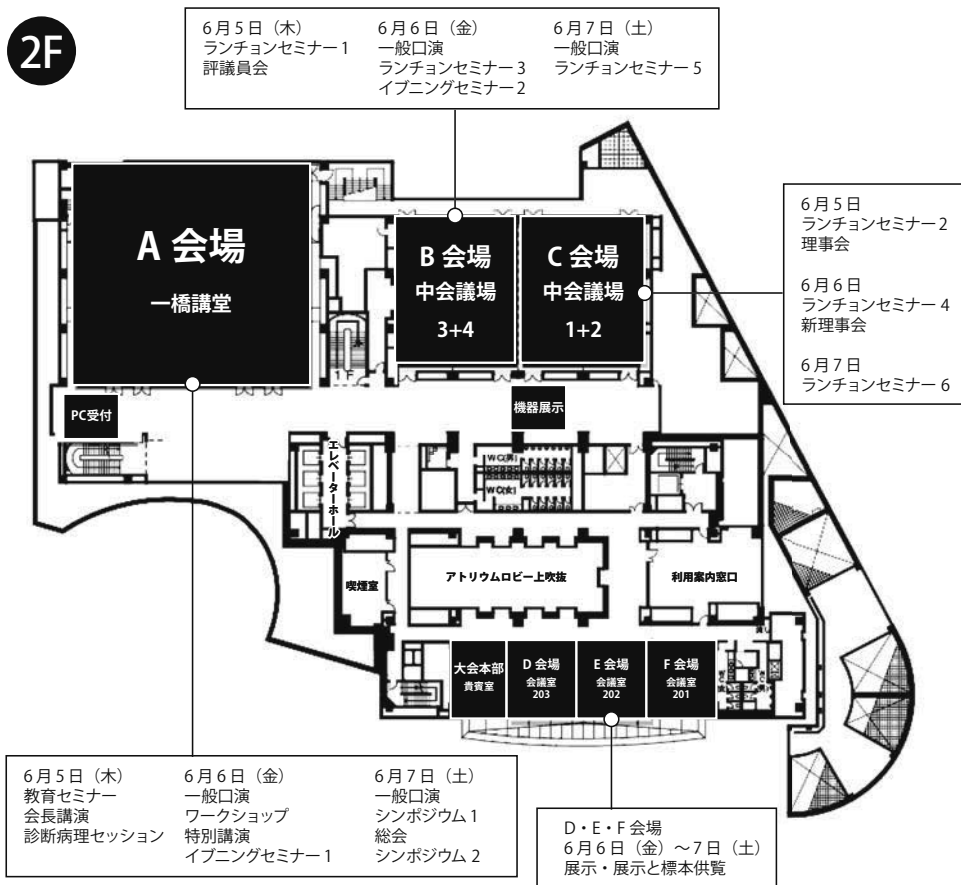 2F
6月5日（木）
ランチョンセミナー 1
評議員会
6月6日（金）
一般口演
ランチョンセミナー 3
イブニングセミナー 2
6月7日（土）
一般口演
ランチョンセミナー 5
A 会場
一橋講堂
B 会場
中会議場
3+4
C 会場
中会議場
1+2
6月5日
ランチョンセミナー 2
理事会
6月6日
ランチョンセミナー 4
新理事会
6月7日
ランチョンセミナー 6
1F
PC受付
機器展示
エレベーターホール
WC(男)
WC(女)
喫煙室
アトリウムロビー上吹抜
利用案内窓口
大会本部
貴賓室
D 会場
会議室
203
E 会場
会議室
202
F 会場
会議室
201
6月5日（木）
教育セミナー
会長講演
診断病理セッション
6月6日（金）
一般口演
ワークショップ
特別講演
イブニングセミナー 1
6月7日（土）
一般口演
シンポジウム 1
総会
シンポジウム 2
D・E・F 会場
6月6日（金）～7日（土）
展示・展示と標本供覧